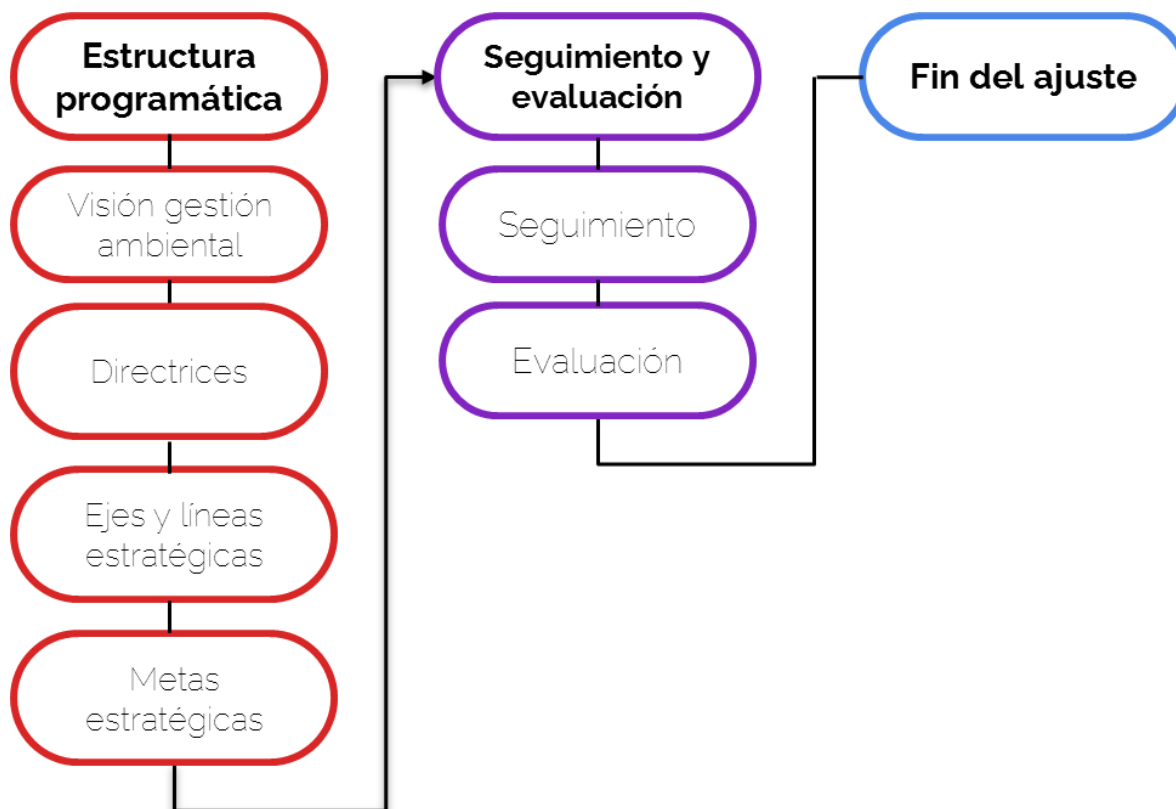 Estructura
programática
Visión gestión
ambiental
Directrices
Ejes y líneas
estratégicas
Metas
estratégicas
Seguimiento y
evaluación
Seguimiento
Evaluación
Fin del ajuste